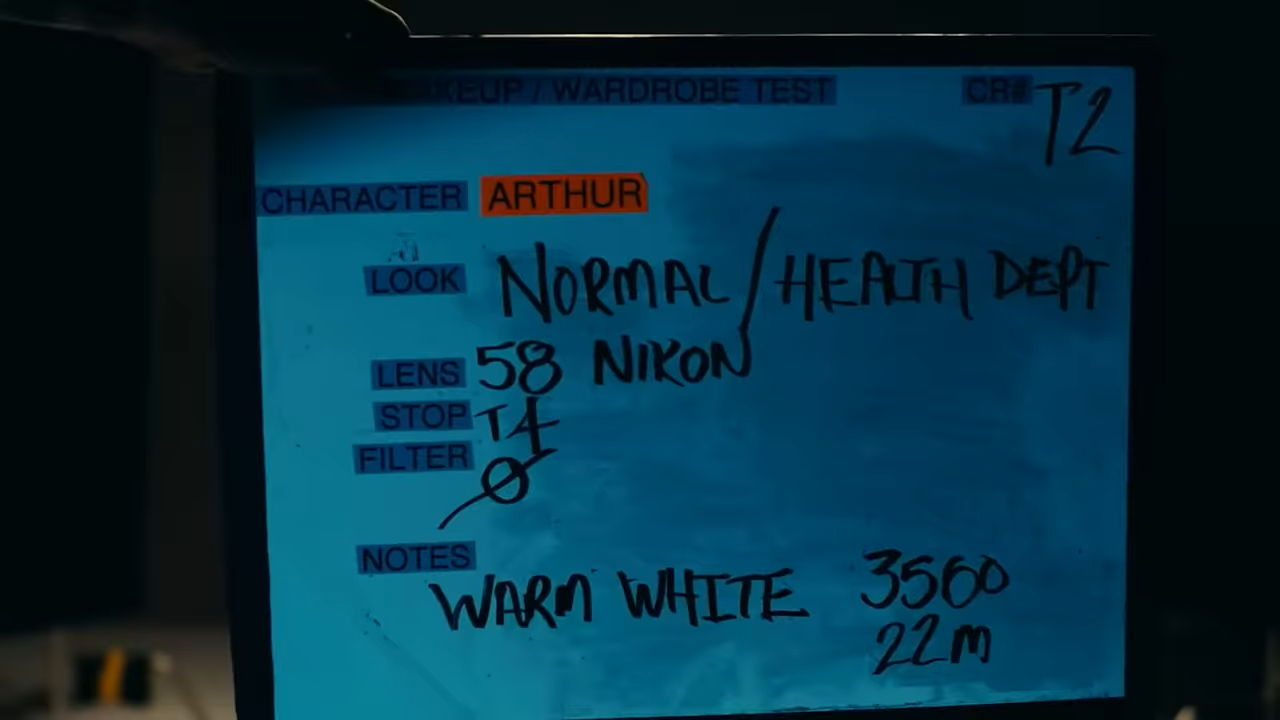 KEUP / WARDROBE TEST CR# T2
CHARACTER ARTHUR
LOOK NORMAL/HEALTH DEPT
LENS 58 NIKON
STOP T4
FILTER Ø
NOTES
WARM WHITE 3560
22M